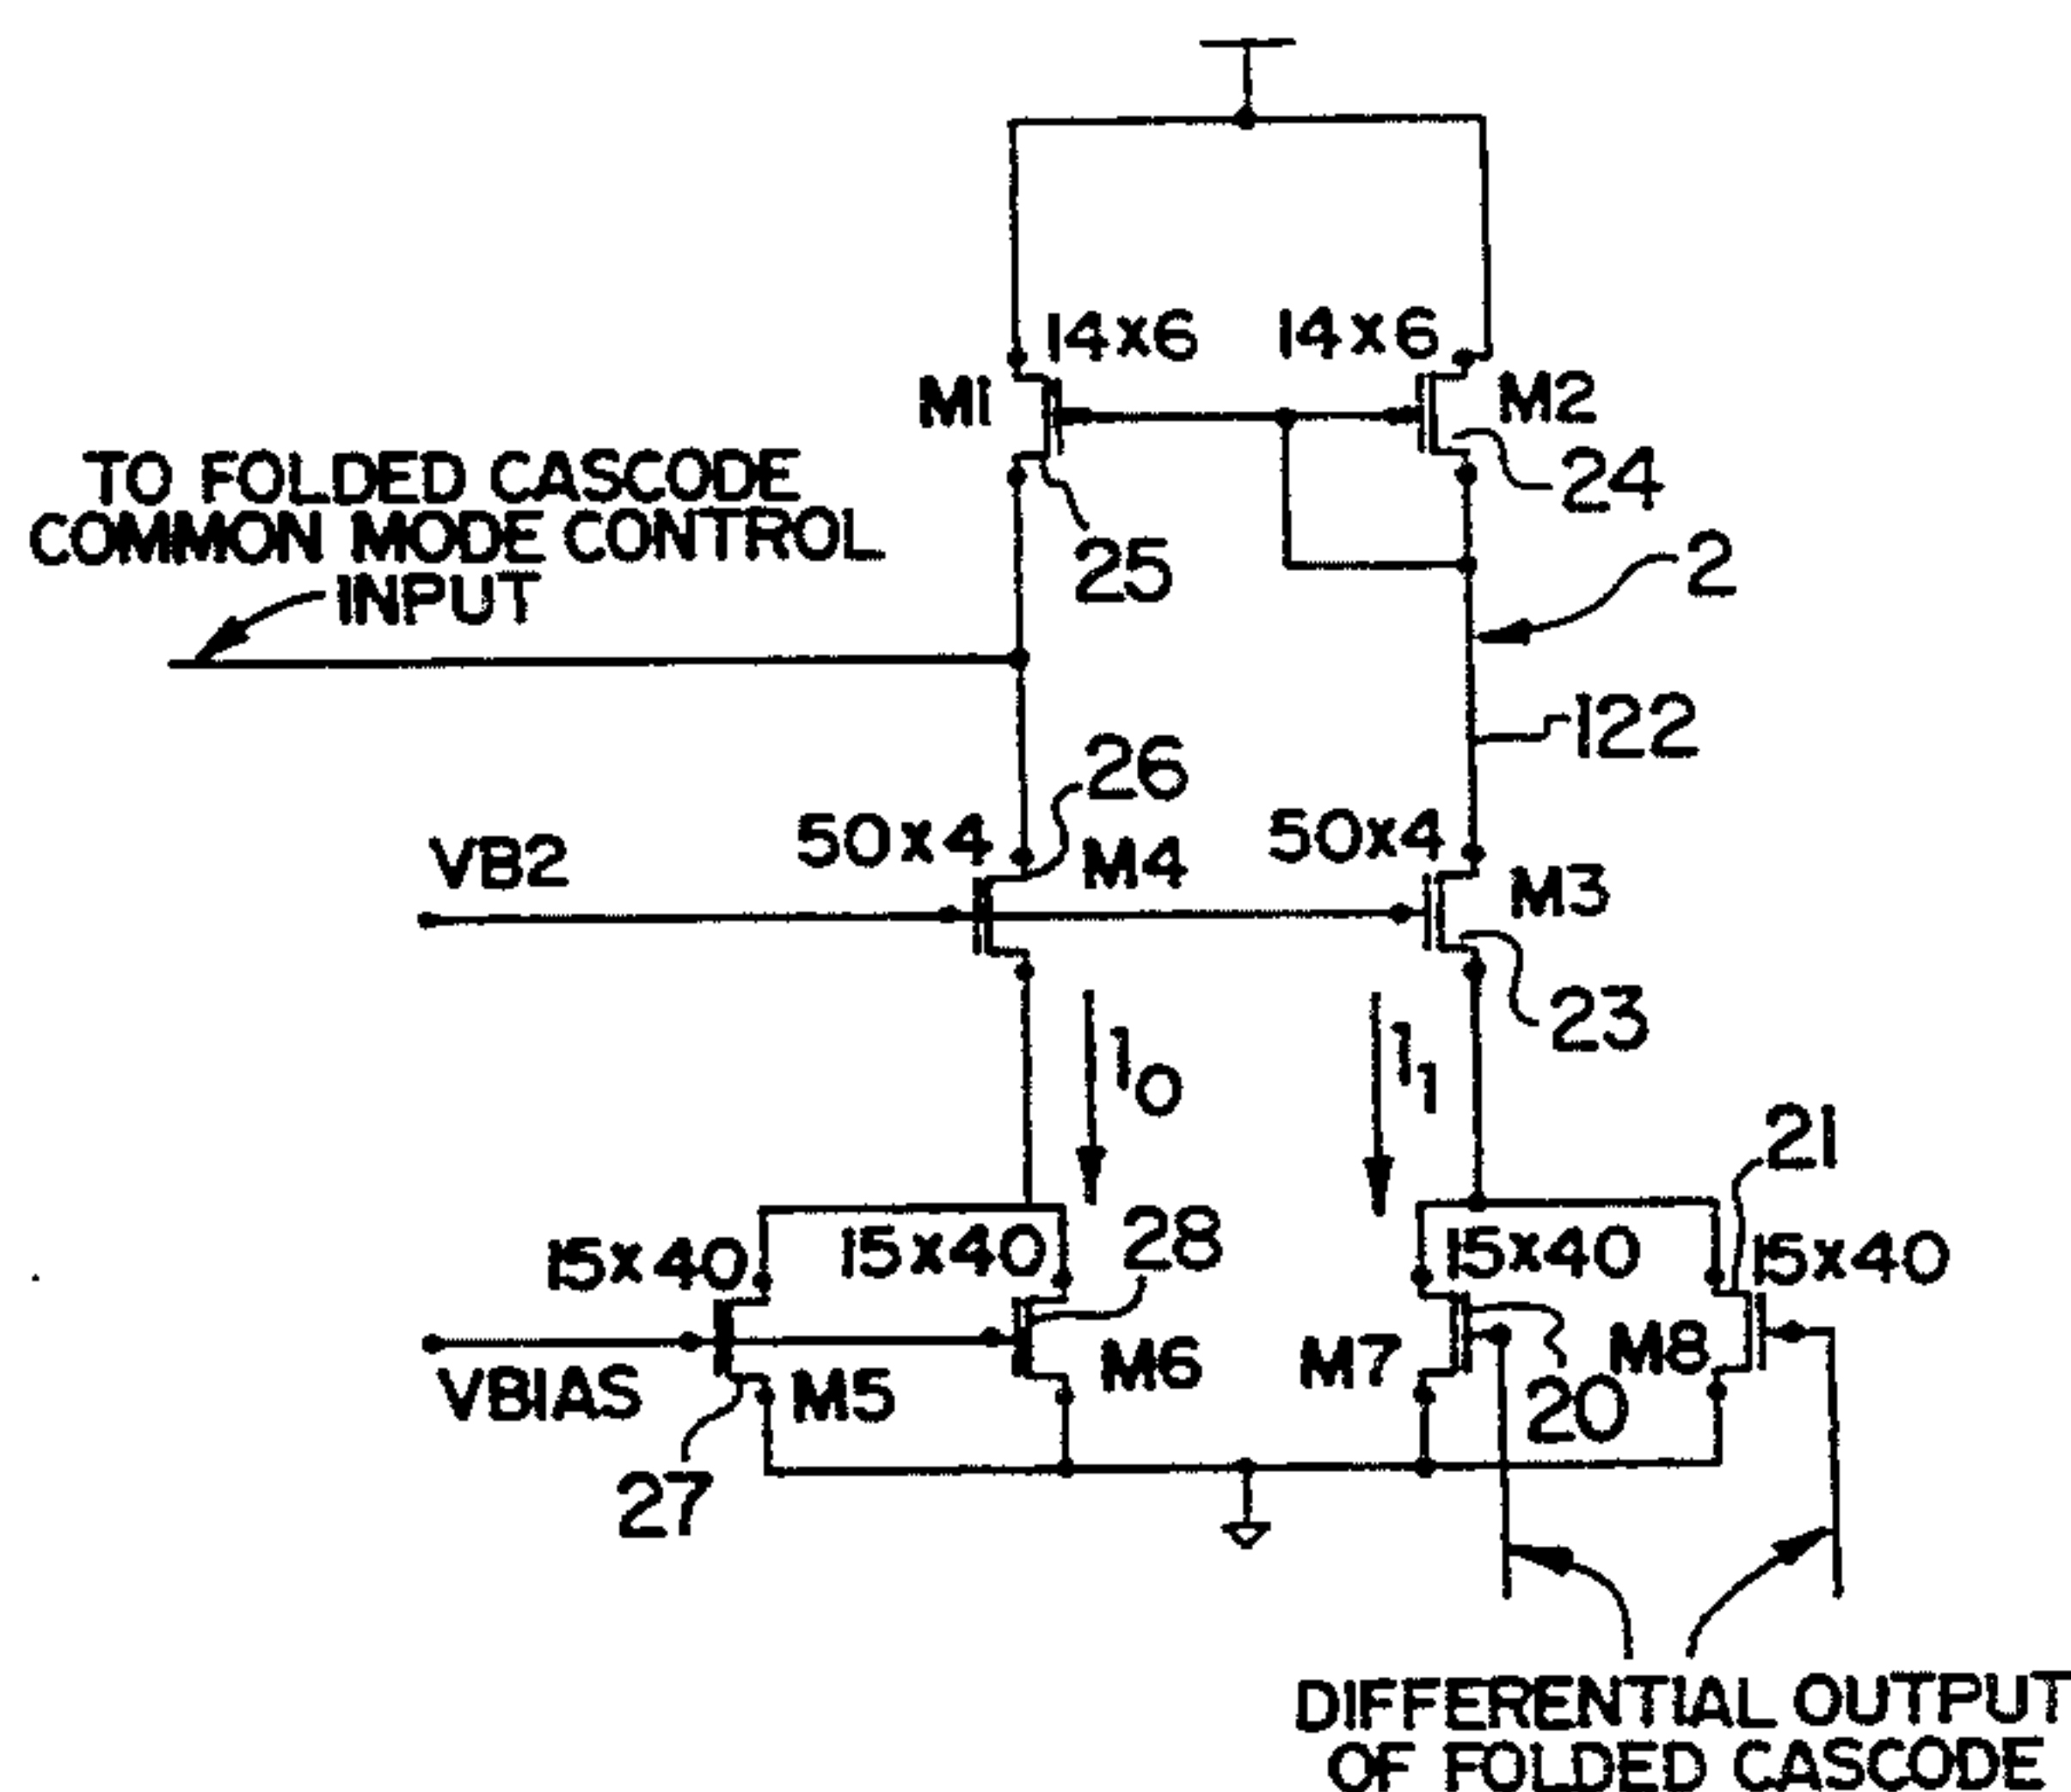 14x6 14x6
M1 M2
TO FOLDED CASCODE
COMMON MODE CONTROL
INPUT
24
25
2
122
26
50x4 50x4
VB2 M4 M3
23
I0 I1
21
15x40 15x40 28 15x40 15x40
VBIAS M5 M6 M7 M8
20
27
DIFFERENTIAL OUTPUT
OF FOLDED CASCODE